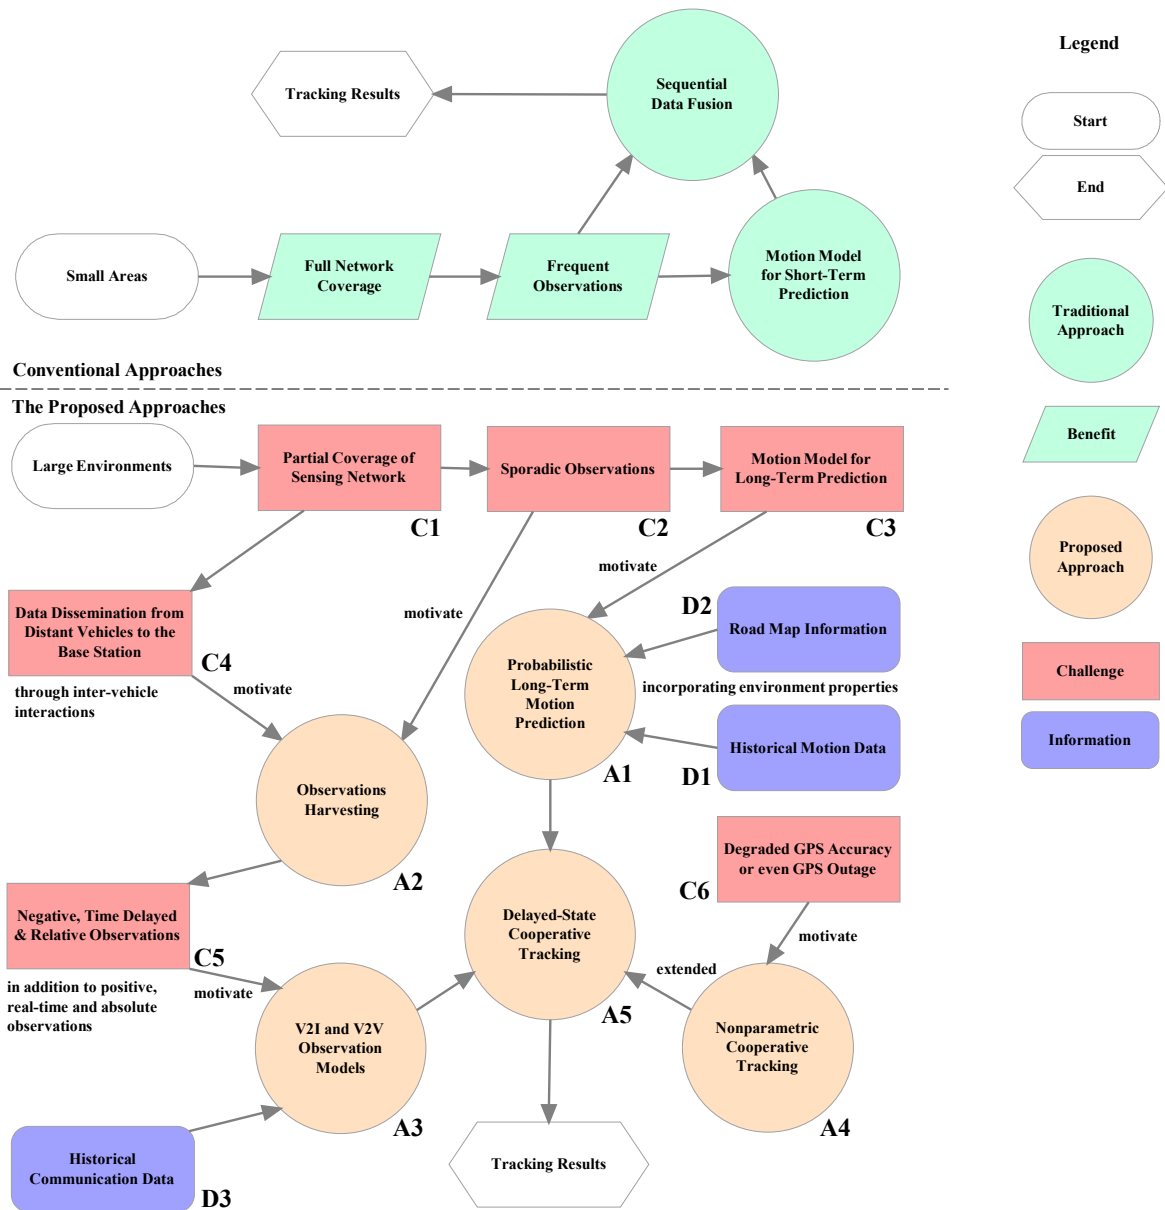 Legend
Start
End
Traditional
Approach
Benefit
Proposed
Approach
Challenge
Information
Tracking Results
Sequential
Data Fusion
Small Areas
Full Network
Coverage
Frequent
Observations
Motion Model
for Short-Term
Prediction
Conventional Approaches
The Proposed Approaches
Large Environments
Partial Coverage of
Sensing Network
C1
Sporadic Observations
C2
Motion Model for
Long-Term Prediction
C3
motivate
motivate
Data Dissemination from
Distant Vehicles to the
Base Station
C4
through inter-vehicle
interactions
motivate
D2
Road Map Information
Probabilistic
Long-Term
Motion
Prediction
incorporating environment properties
Historical Motion Data
D1
A1
Observations
Harvesting
A2
Degraded GPS Accuracy
or even GPS Outage
C6
motivate
Negative, Time Delayed
& Relative Observations
C5
in addition to positive,
real-time and absolute
observations
motivate
Delayed-State
Cooperative
Tracking
A5
extended
V2I and V2V
Observation
Models
A3
Nonparametric
Cooperative
Tracking
A4
Historical
Communication Data
D3
Tracking Results